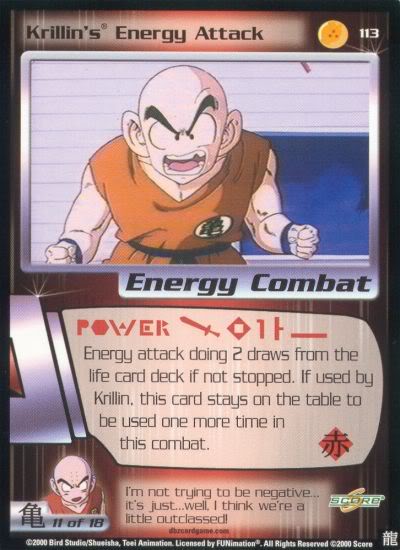 Krillin's® Energy Attack
113
亀
Energy Combat
POWER
Energy attack doing 2 draws from the
life card deck if not stopped. If used by
Krillin, this card stays on the table to
be used one more time in
this combat.
赤
I'm not trying to be negative...
it's just...well, I think we're a
little outclassed!
亀 11 of 18
SCORE
dbzcardgame.com
©2000 Bird Studio/Shueisha, Toei Animation. Licensed by FUNimation®. All Rights Reserved ©2000 Score
龍